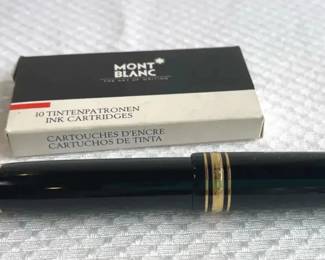 MONT
BLANC
THE ART OF WRITING
10 TINTENPATRONEN
INK CARTRIDGES
CARTOUCHES D'ENCRE
CARTUCHOS DE TINTA